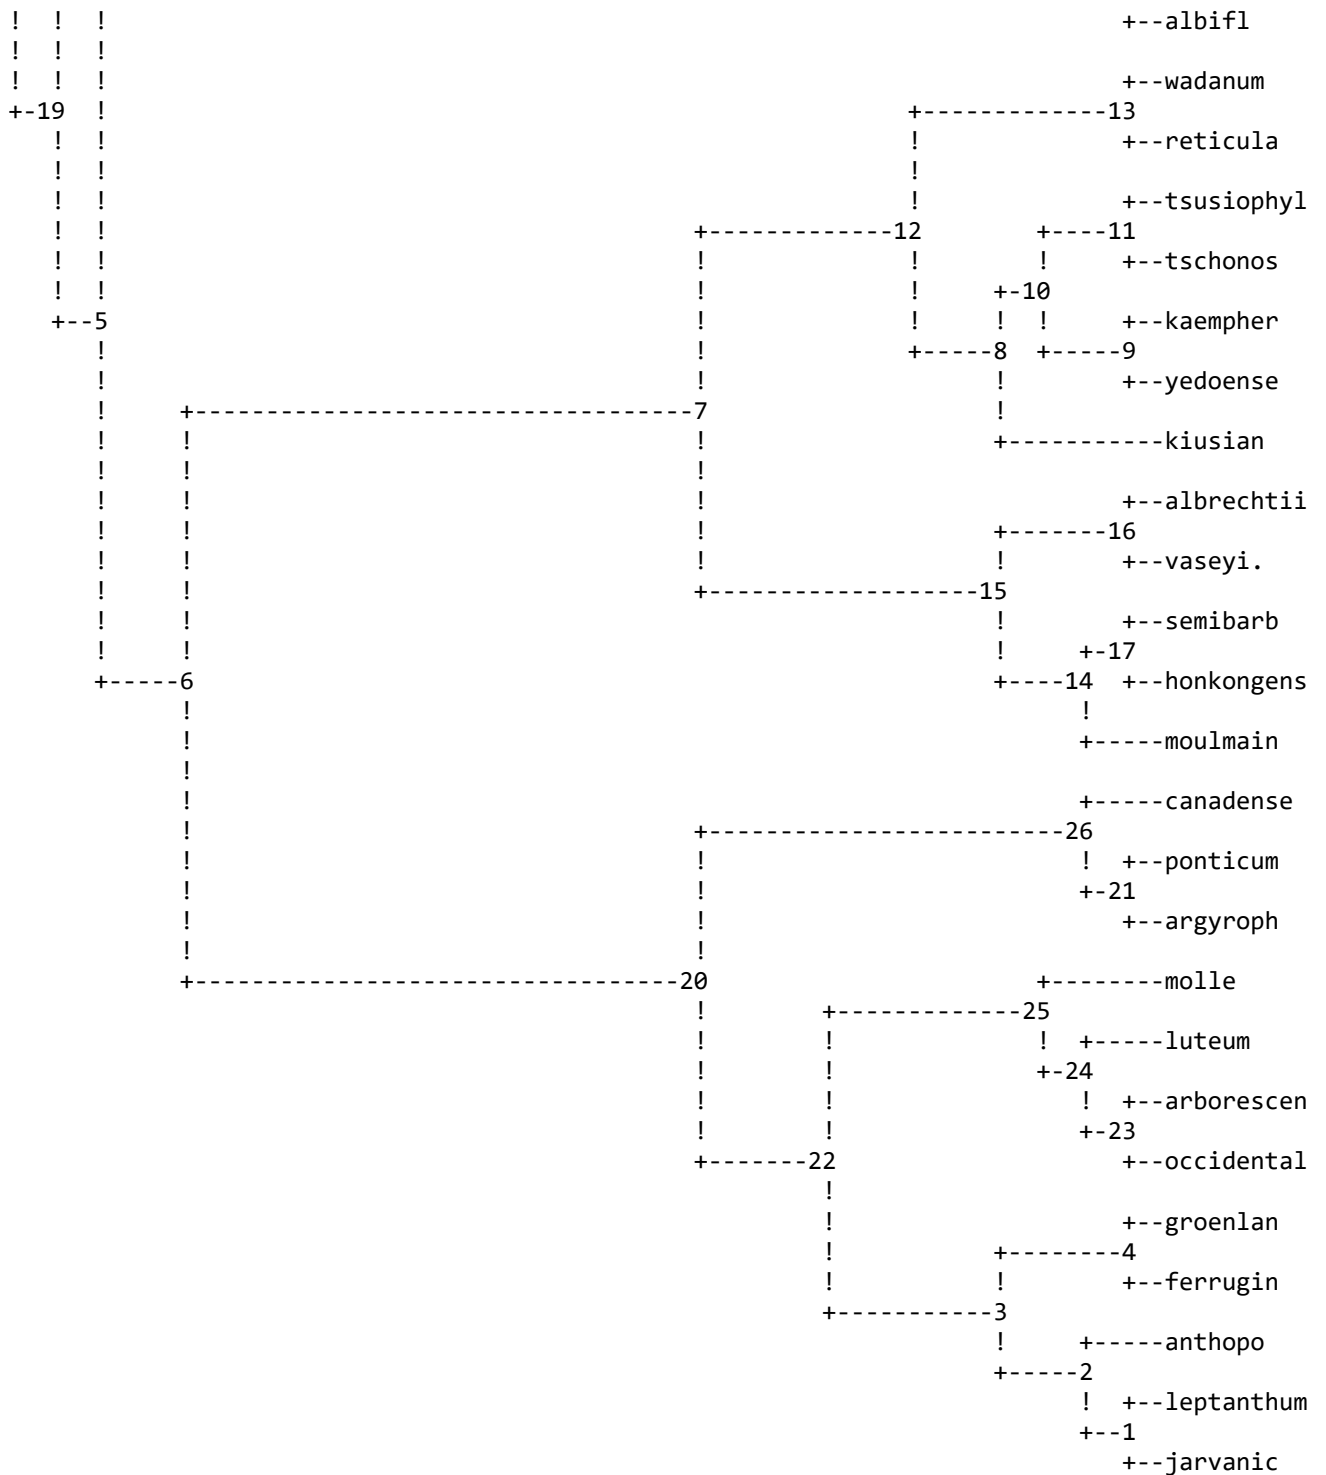 !  !  !                                                                       +--albifl
!  !  !
!  !  !                                                                       +--wadanum
+-19  !                                                        +-------------13
   !  !                                                        !              +--reticula
   !  !                                                        !
   !  !                                                        !              +--tsusiophyl
   !  !                                         +-------------12        +----11
   !  !                                         !              !        !     +--tschonos
   !  !                                         !              !     +-10
   +--5                                         !              !     !  !     +--kaempher
      !                                         !              +-----8  +-----9
      !                                         !                    !        +--yedoense
      !     +-----------------------------------7                    !
      !     !                                   !                    +-----------kiusian
      !     !                                   !
      !     !                                   !                             +--albrechtii
      !     !                                   !                    +-------16
      !     !                                   !                    !        +--vaseyi.
      !     !                                   +-------------------15
      !     !                                                        !        +--semibarb
      !     !                                                        !     +-17
      +-----6                                                        +----14  +--honkongens
            !                                                              !
            !                                                              +-----moulmain
            !
            !                                                              +-----canadense
            !                                   +-------------------------26
            !                                   !                          !  +--ponticum
            !                                   !                          +-21
            !                                   !                             +--argyroph
            !                                   !
            +----------------------------------20                       +--------molle
                                                !        +-------------25
                                                !        !              !  +-----luteum
                                                !        !              +-24
                                                !        !                 !  +--arborescen
                                                !        !                 +-23
                                                +-------22                    +--occidental
                                                         !
                                                         !                    +--groenlan
                                                         !           +--------4
                                                         !           !        +--ferrugin
                                                         +-----------3
                                                                     !     +-----anthopo
                                                                     +-----2
                                                                           !  +--leptanthum
                                                                           +--1
                                                                              +--jarvanic